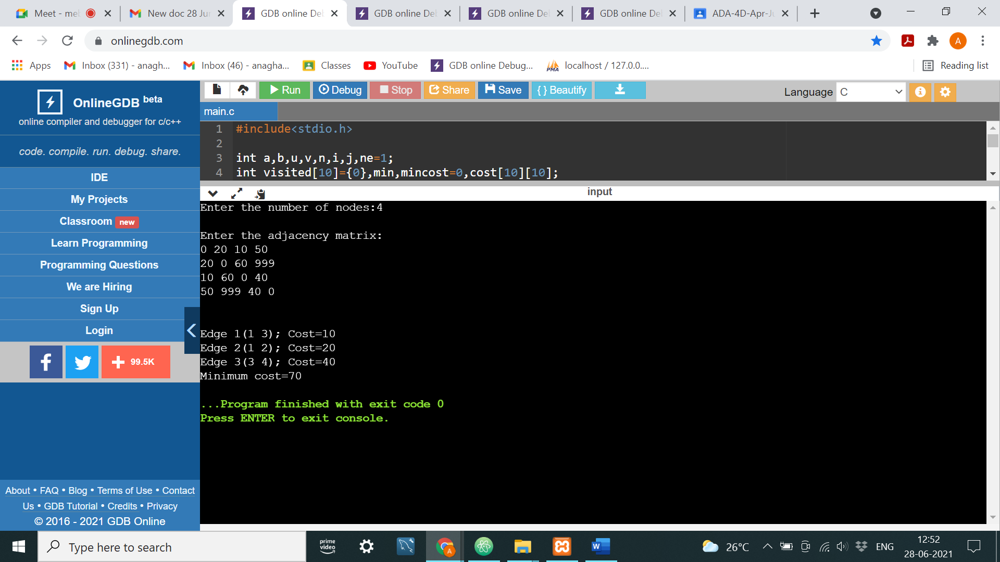 Meet - me
New doc 28 Jun
GDB online De
GDB online De
GDB online De
GDB online De
ADA-4D-Apr-Ju
onlinegdb.com
A
Apps
Inbox (331) - anagh...
Inbox (46) - anagha...
Classes
YouTube
GDB online Debug...
localhost / 127.0.0....
Reading list
OnlineGDB beta
online compiler and debugger for c/c++
code. compile. run. debug. share.
IDE
My Projects
Classroom new
Learn Programming
Programming Questions
We are Hiring
Sign Up
Login
99.5K
About • FAQ • Blog • Terms of Use • Contact
Us • GDB Tutorial • Credits • Privacy
© 2016 - 2021 GDB Online
Run
Debug
Stop
Share
Save
{ } Beautify
Language C
main.c
1 #include<stdio.h>
2
3 int a,b,u,v,n,i,j,ne=1;
4 int visited[10]={0},min,mincost=0,cost[10][10];
input
Enter the number of nodes:4
Enter the adjacency matrix:
0 20 10 50
20 0 60 999
10 60 0 40
50 999 40 0
Edge 1(1 3); Cost=10
Edge 2(1 2); Cost=20
Edge 3(3 4); Cost=40
Minimum cost=70
...Program finished with exit code 0
Press ENTER to exit console.
Type here to search
prime
video
A
W
26°C
ENG
12:52
28-06-2021